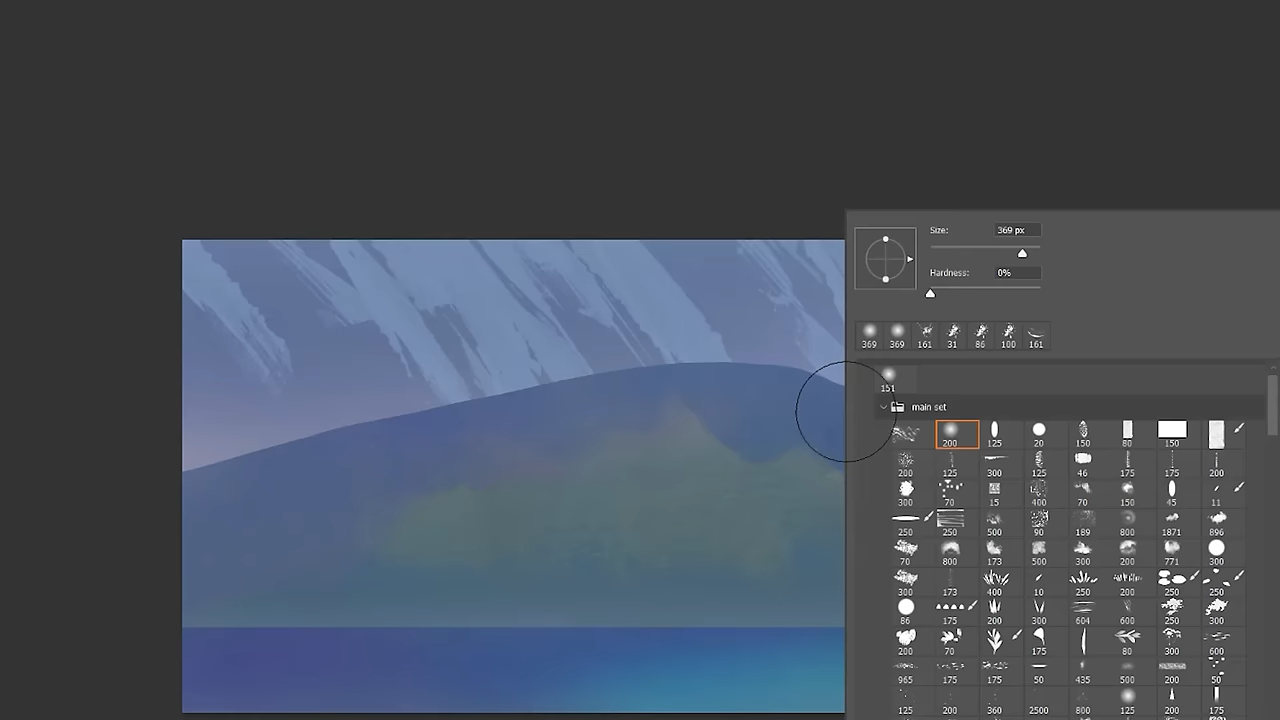 Size: 369 px
Hardness: 0%
369 369 161 31 86 100 161
151
main set
200 125 20 150 80 150
200 125 300 125 46 175 175 200
300 70 15 400 70 150 45 11
250 250 500 90 189 800 1871 896
70 800 173 500 300 200 771 300
300 173 400 10 250 200 250 250
86 175 200 300 604 600 250 300
200 70 175 80 300 600
965 175 175 50 435 500 200 50
125 200 360 2500 800 125 200 175